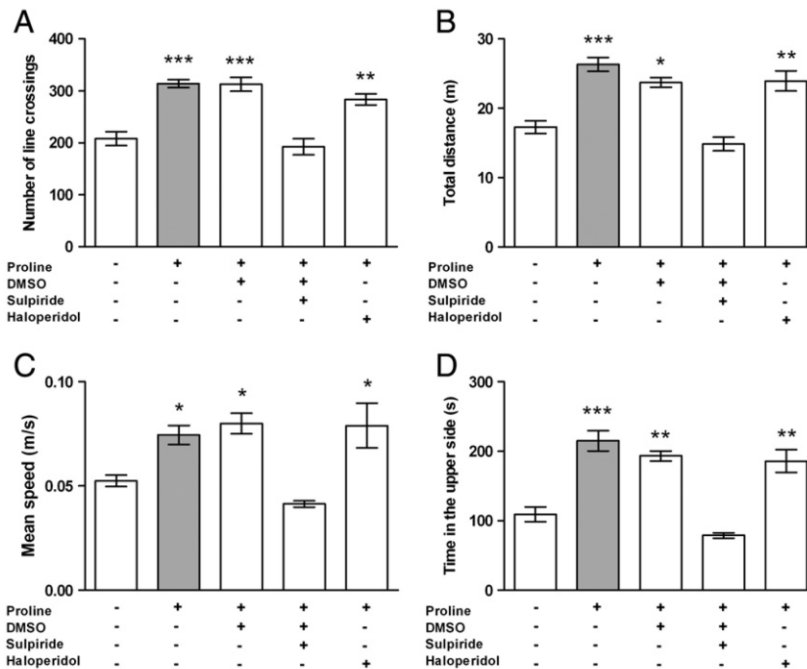 A
Number of line crossings
400
300
200
100
0
*** *** **
Proline - + + + +
DMSO - - + + -
Sulpiride - - - + -
Haloperidol - - - - +
B
Total distance (m)
30
20
10
0
*** * **
Proline - + + + +
DMSO - - + + -
Sulpiride - - - + -
Haloperidol - - - - +
C
Mean speed (m/s)
0.10
0.05
0.00
* * *
Proline - + + + +
DMSO - - + + -
Sulpiride - - - + -
Haloperidol - - - - +
D
Time in the upper side (s)
300
200
100
0
*** ** **
Proline - + + + +
DMSO - - + + -
Sulpiride - - - + -
Haloperidol - - - - +